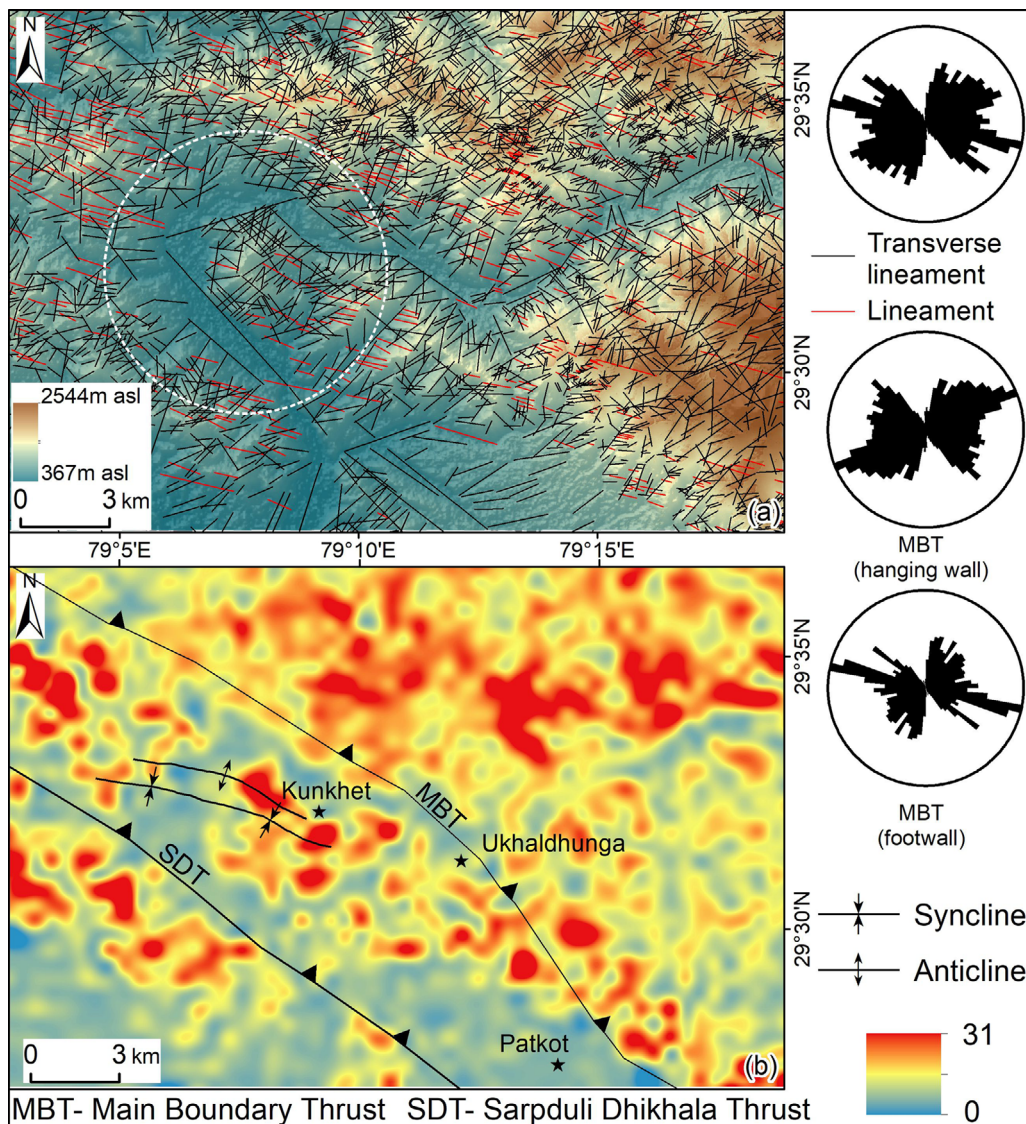 N
29°35'N
Transverse
lineament
Lineament
29°30'N
2544m asl
367m asl
0 3 km
(a)
79°5'E 79°10'E 79°15'E
MBT
(hanging wall)
N
29°35'N
Kunkhet
MBT
Ukhaldhunga
SDT
MBT
(footwall)
29°30'N
Syncline
Anticline
Patkot
0 3 km
(b)
31
0
MBT- Main Boundary Thrust SDT- Sarpduli Dhikhala Thrust